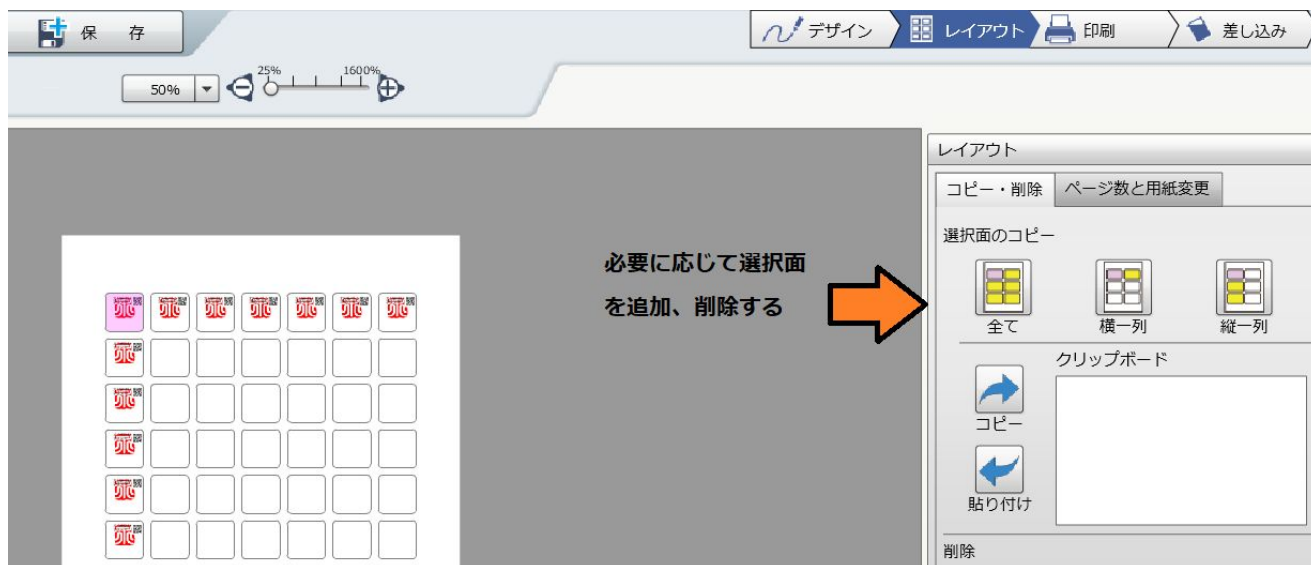 保 存
デザイン
レイアウト
印刷
差し込み
50%
25%
1600%
レイアウト
コピー・削除
ページ数と用紙変更
選択面のコピー
必要に応じて選択面
を追加、削除する
全て
横一列
縦一列
クリップボード
コピー
貼り付け
削除